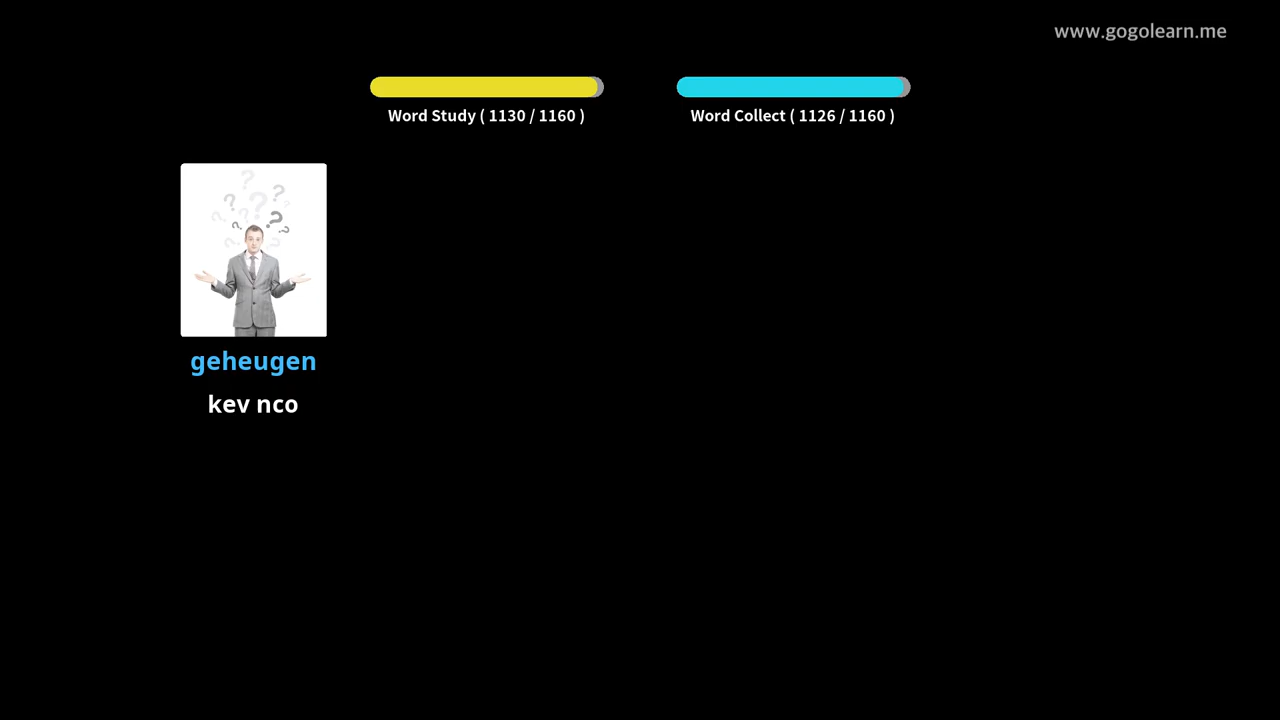 www.gogolearn.me
Word Study ( 1130 / 1160 )
Word Collect ( 1126 / 1160 )
geheugen
kev nco